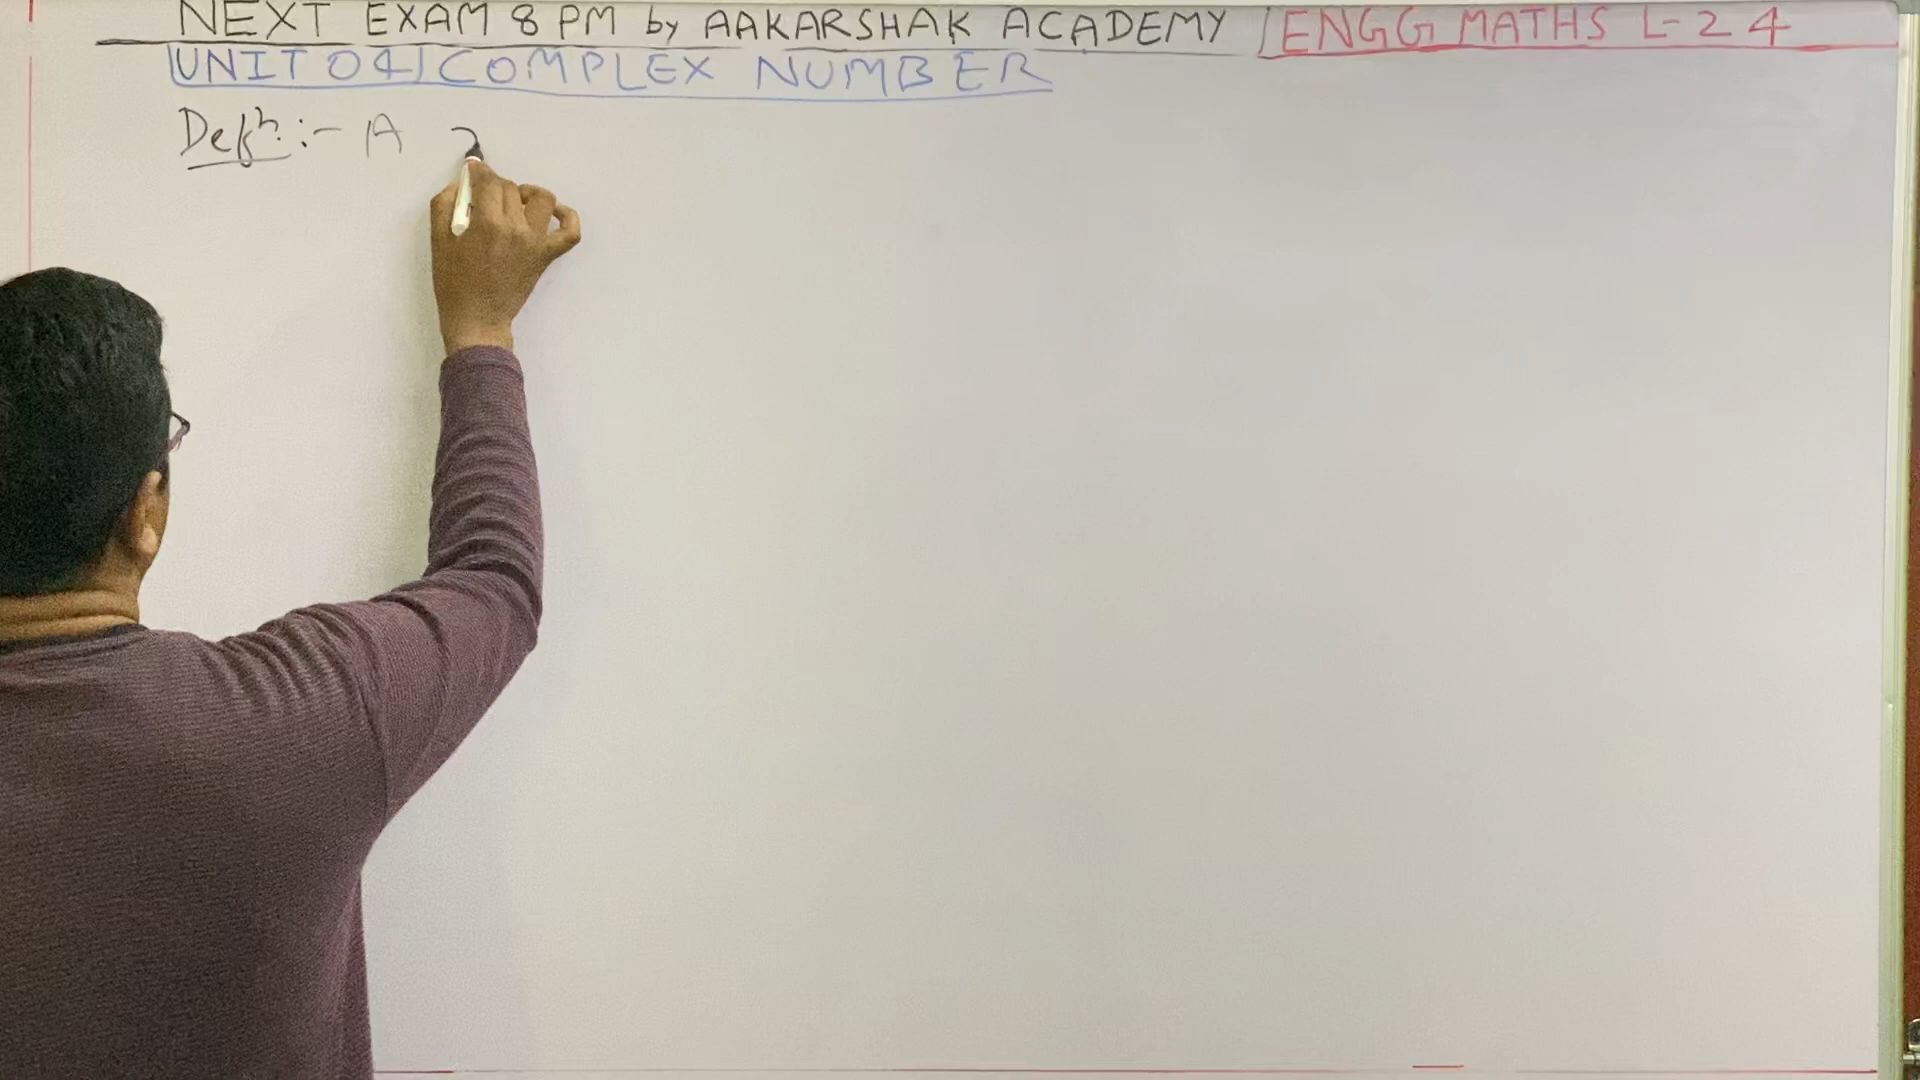 NEXT EXAM 8 PM by AAKARSHAK ACADEMY | ENGG MATHS L-24
UNIT 04 | COMPLEX NUMBER
Defⁿ :- A